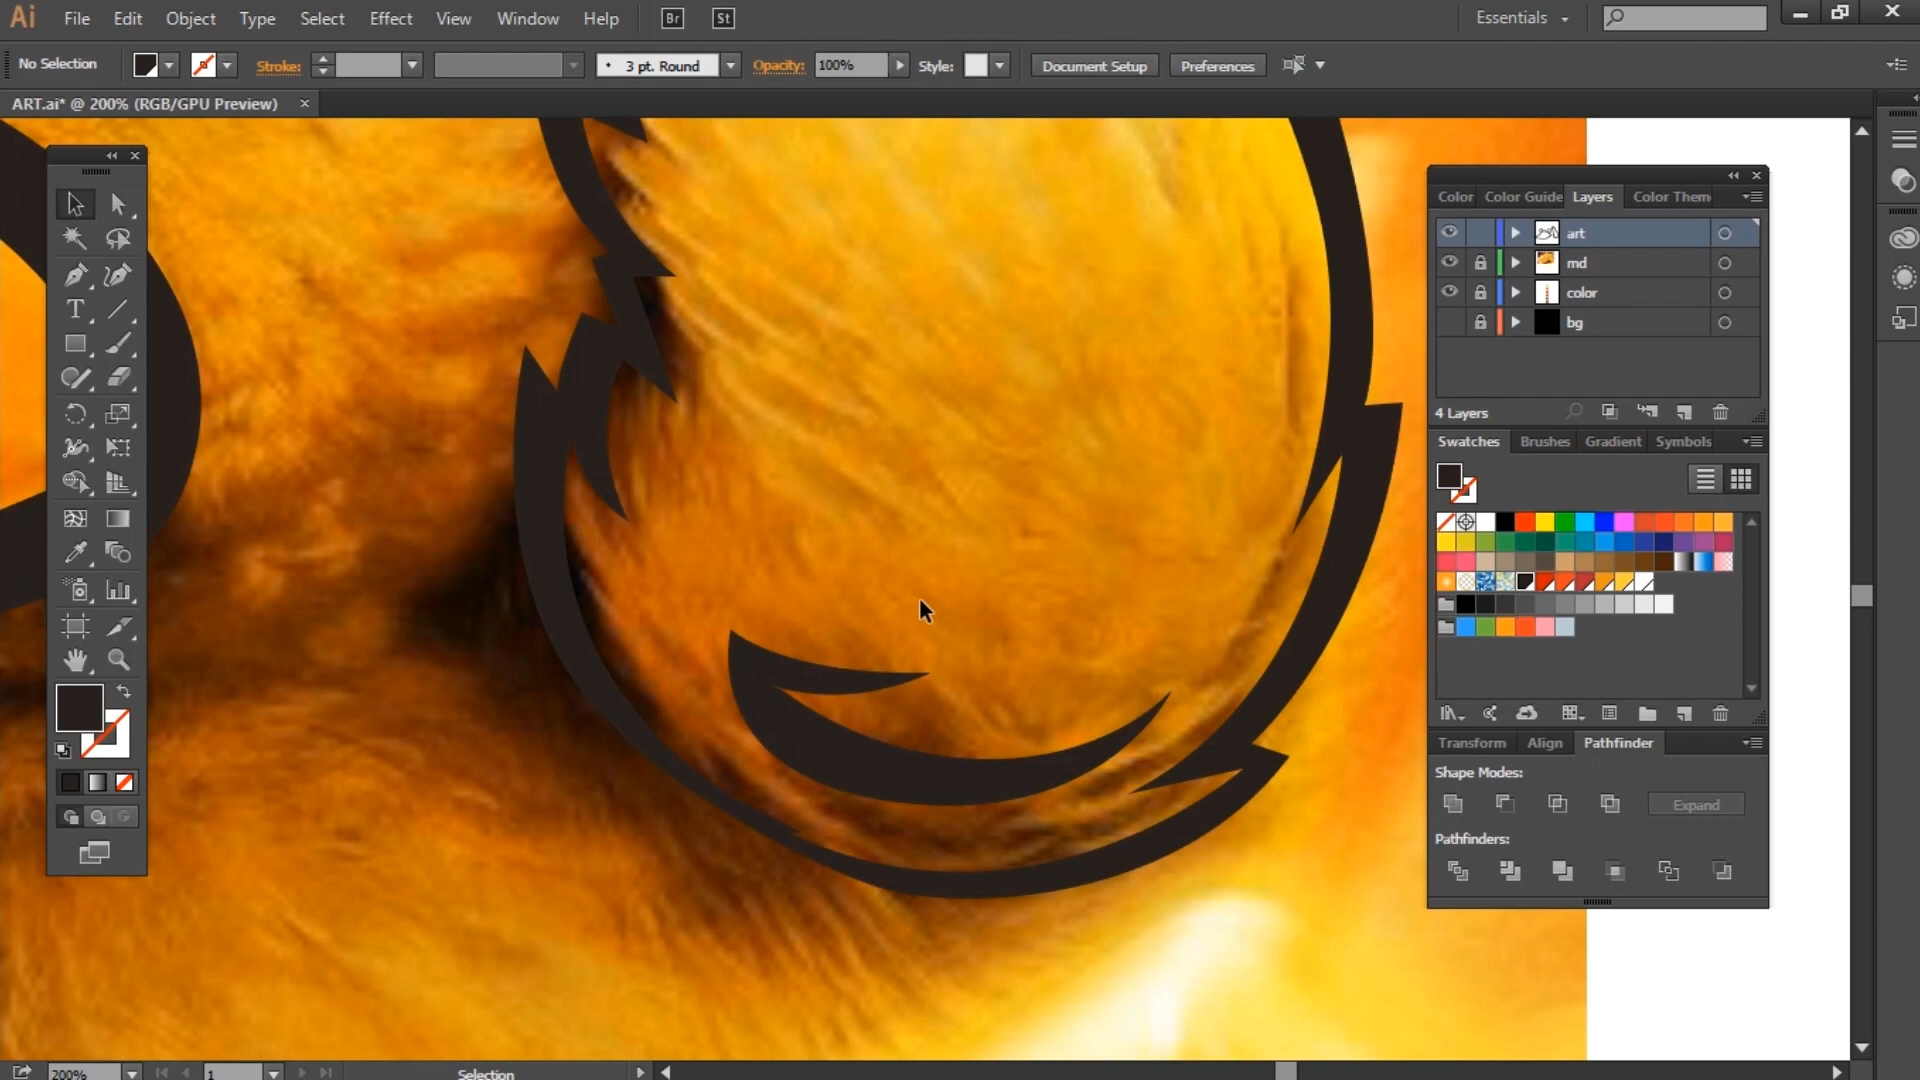 Ai File Edit Object Type Select Effect View Window Help Br St Essentials
No Selection Stroke: 3 pt. Round Opacity: 100% Style: Document Setup Preferences
ART.ai* @ 200% (RGB/GPU Preview)
Color Color Guide Layers Color Them
art
md
color
bg
4 Layers
Swatches Brushes Gradient Symbols
Transform Align Pathfinder
Shape Modes:
Expand
Pathfinders:
200% 1 Selection